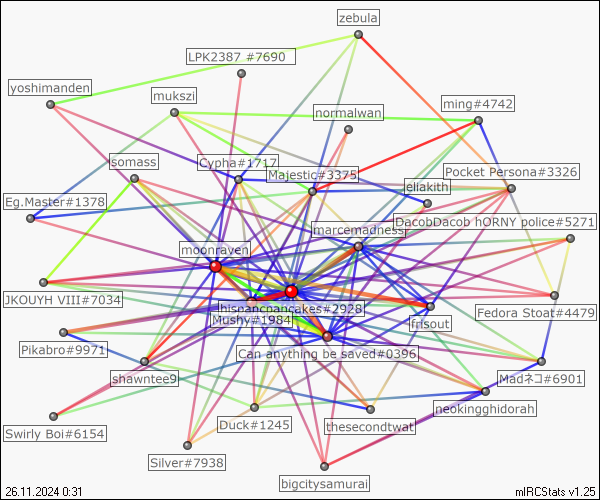 zebula
LPK2387 #7690
yoshimanden
mukszi
ming#4742
normalwan
somass
Cypha#1717
Majestic#3375
Pocket Persona#3326
eliakith
Eg.Master#1378
DacobDacob hORNY police#5271
marcemadness
moonraven
JKOUYH VIII#7034
hispanicpancakes#2928
Mushy#1984
frisout
Fedora Stoat#4479
Pikabro#9971
Can anything be saved#0396
shawntee9
Madネコ#6901
neokingghidorah
Swirly Boi#6154
Duck#1245
thesecondtwat
Silver#7938
bigcitysamurai
26.11.2024 0:31
mIRCStats v1.25